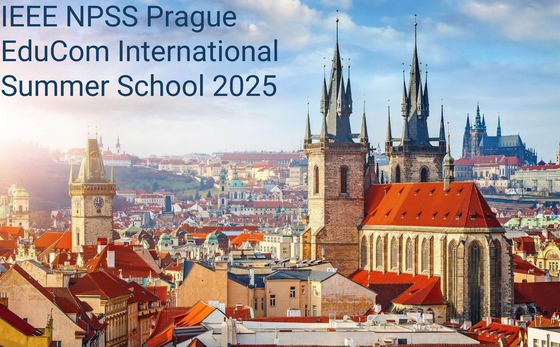 IEEE NPSS Prague
EduCom International
Summer School 2025